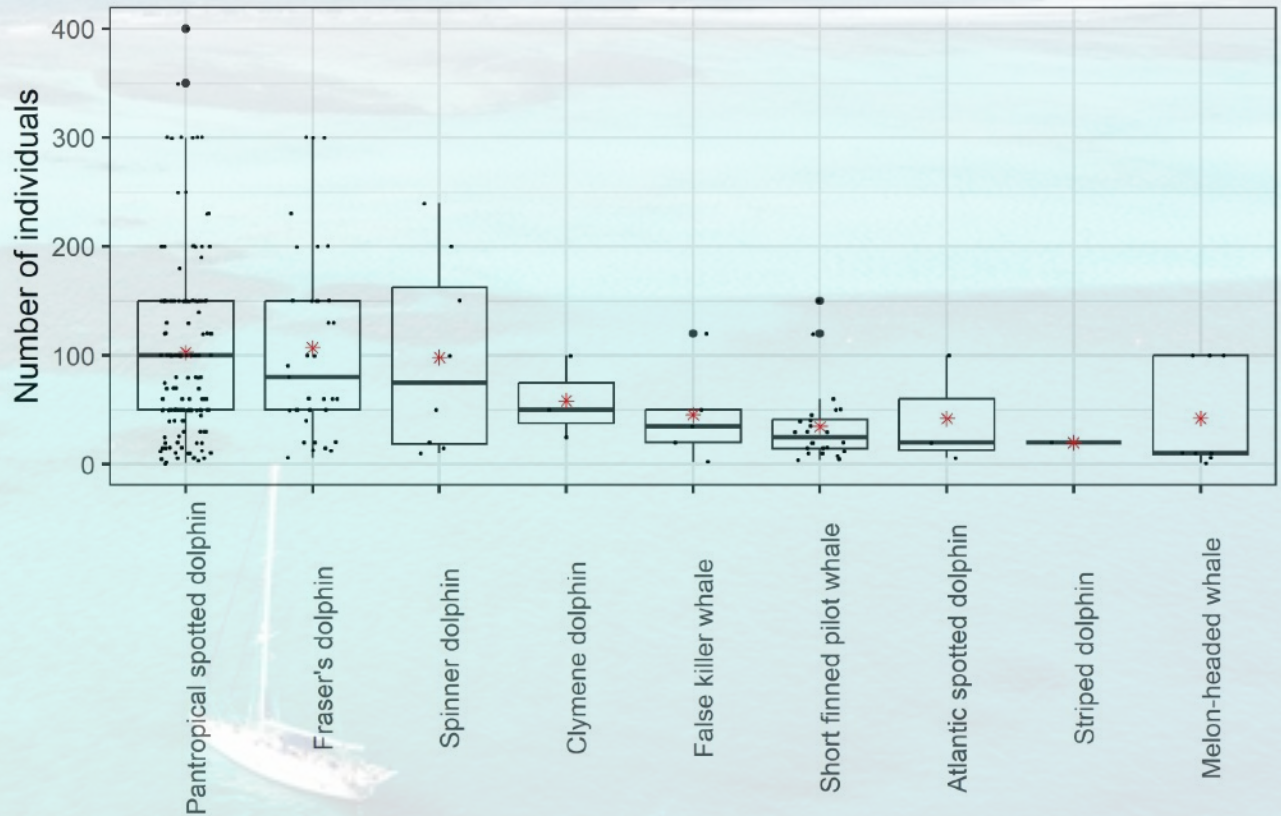 Number of individuals
400
300
200
100
0
Pantropical spotted dolphin
Fraser's dolphin
Spinner dolphin
Clymene dolphin
False killer whale
Short finned pilot whale
Atlantic spotted dolphin
Striped dolphin
Melon-headed whale